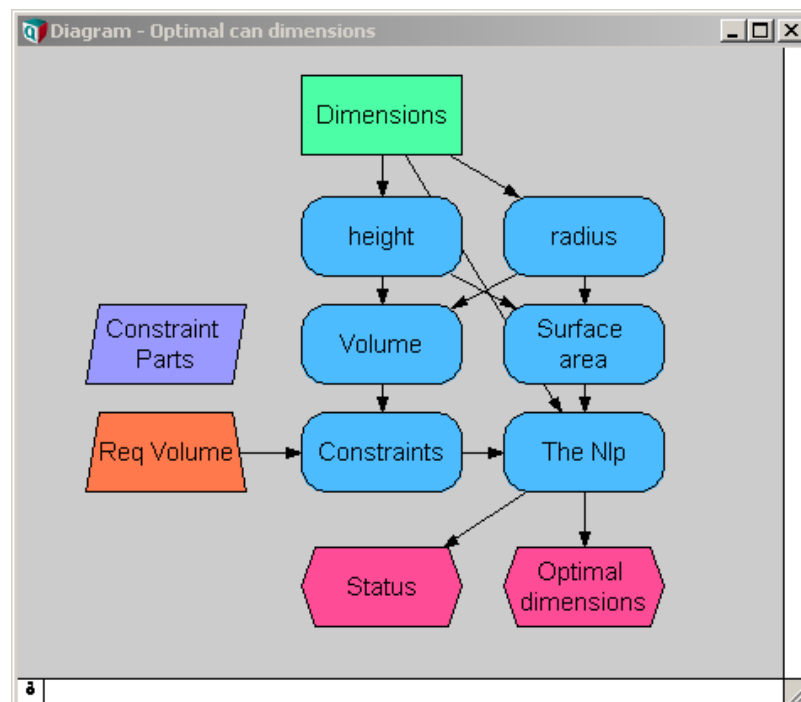 Diagram - Optimal can dimensions
Dimensions
height
radius
Constraint
Parts
Volume
Surface
area
Req Volume
Constraints
The Nlp
Status
Optimal
dimensions